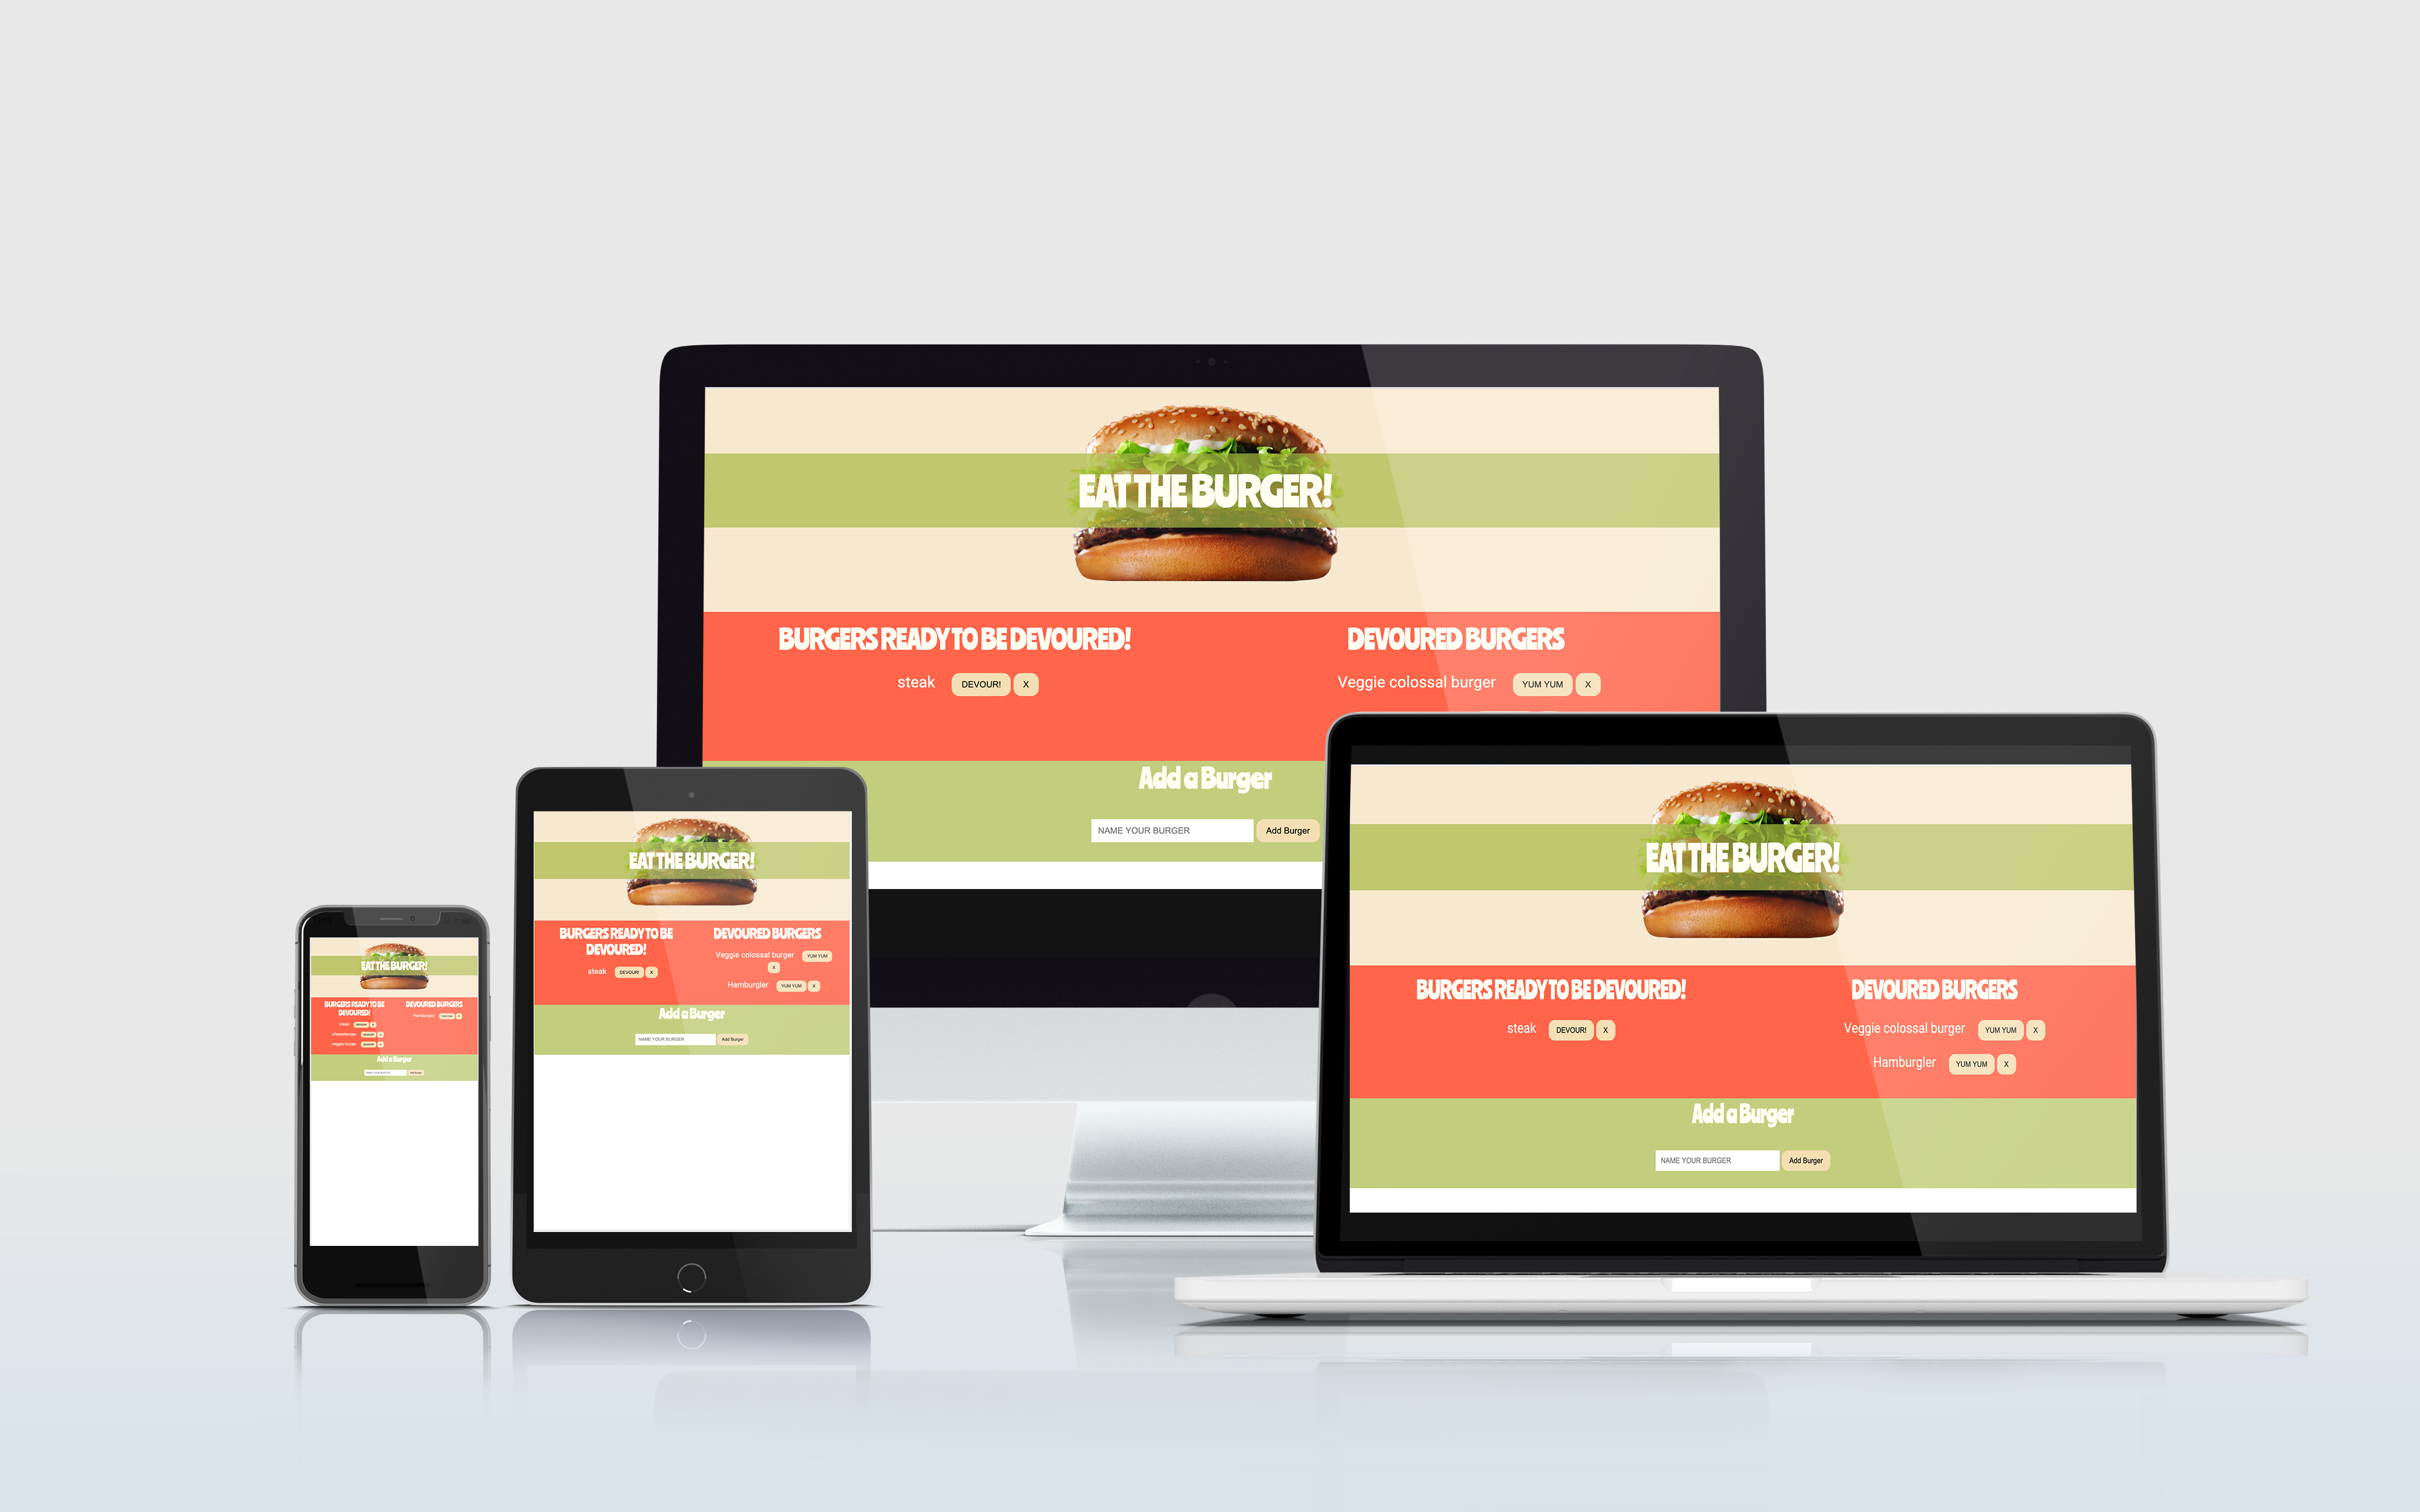 EAT THE BURGER!
BURGERS READY TO BE DEVOURED!
DEVOURED BURGERS
steak DEVOUR! X
Veggie colossal burger YUM YUM X
Add a Burger
NAME YOUR BURGER Add Burger
EAT THE BURGER!
BURGERS READY TO BE
DEVOURED!
DEVOURED BURGERS
steak DEVOUR! X
Veggie colossal burger YUM YUM
X
Hamburgler YUM YUM X
Add a Burger
NAME YOUR BURGER Add Burger
EAT THE BURGER!
BURGERS READY TO BE
DEVOURED!
DEVOURED BURGERS
steak DEVOUR! X
cheeseburger DEVOUR! X
veggie burger DEVOUR! X
Hamburgler YUM YUM X
Add a Burger
NAME YOUR BURGER Add Burger
EAT THE BURGER!
BURGERS READY TO BE DEVOURED!
DEVOURED BURGERS
steak DEVOUR! X
Veggie colossal burger YUM YUM X
Hamburgler YUM YUM X
Add a Burger
NAME YOUR BURGER Add Burger